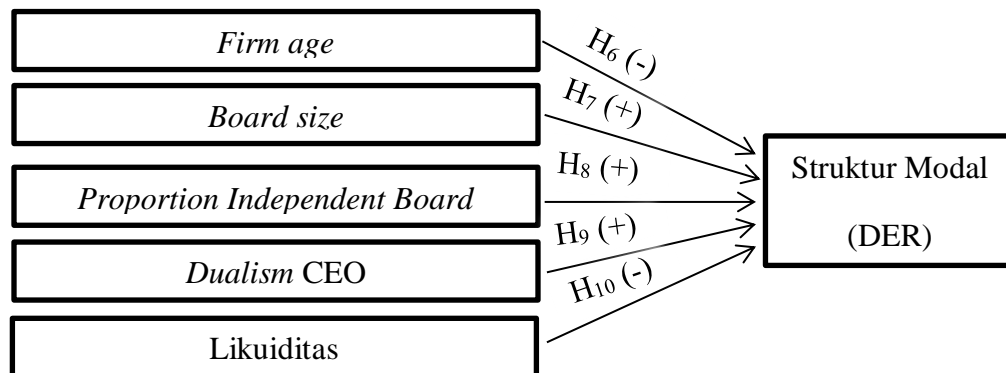 Firm age
H6 (-)
Board size
H7 (+)
Proportion Independent Board
H8 (+)
Dualism CEO
H9 (+)
Likuiditas
H10 (-)
Struktur Modal
(DER)